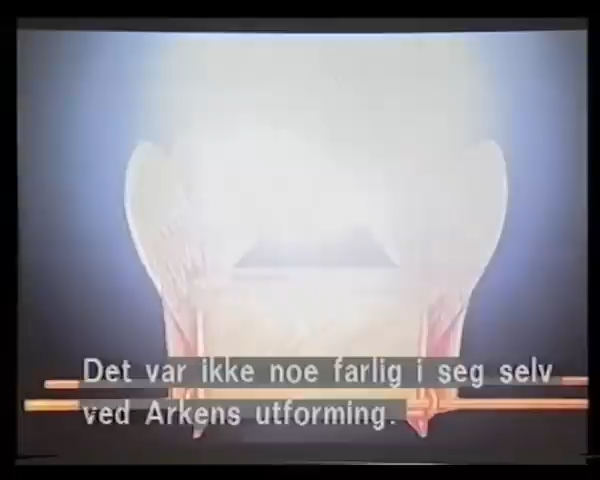 Det var ikke noe farlig i seg selv
ved Arkens utforming.